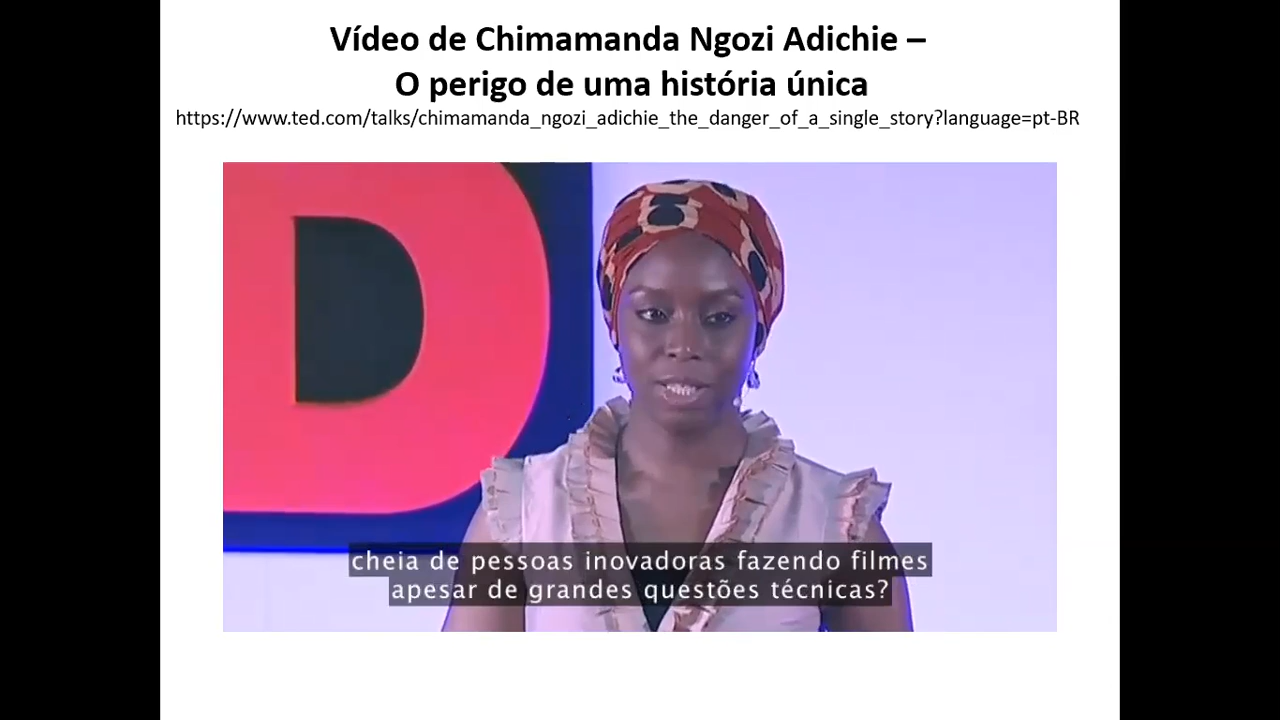 Vídeo de Chimamanda Ngozi Adichie –
O perigo de uma história única
https://www.ted.com/talks/chimamanda_ngozi_adichie_the_danger_of_a_single_story?language=pt-BR
D
cheia de pessoas inovadoras fazendo filmes
apesar de grandes questões técnicas?